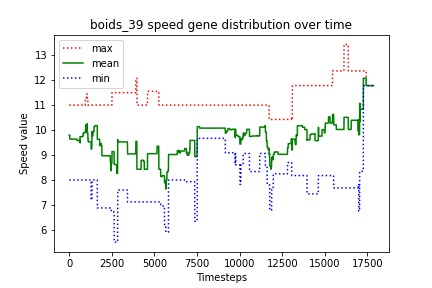 boids_39 speed gene distribution over time
max
mean
min
Speed value
13
12
11
10
9
8
7
6
0
2500
5000
7500
10000
12500
15000
17500
Timesteps